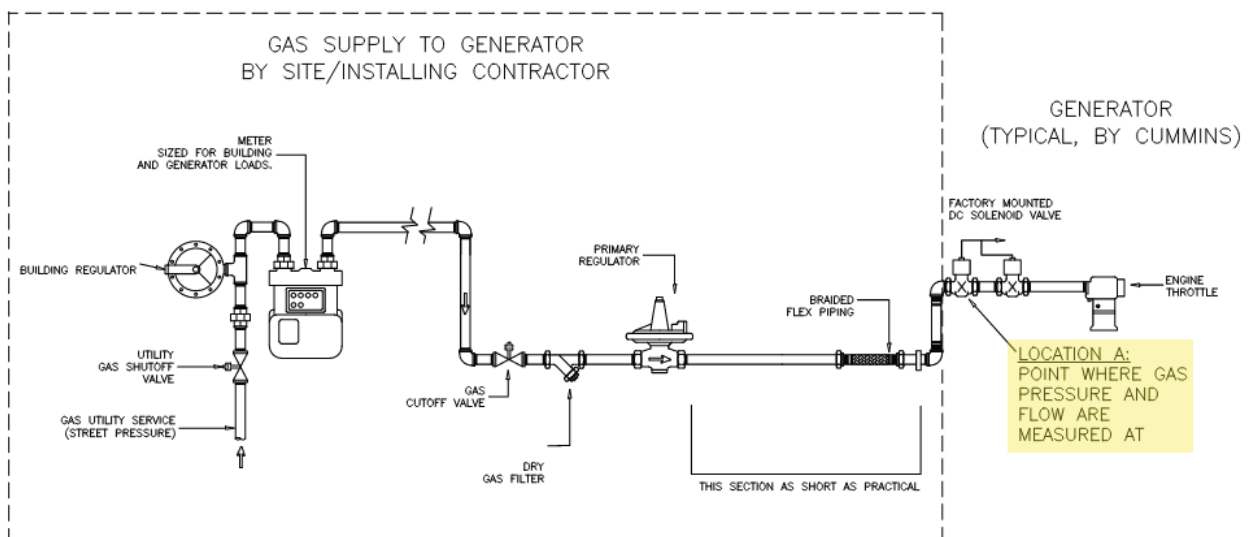 GAS SUPPLY TO GENERATOR
BY SITE/INSTALLING CONTRACTOR
GENERATOR
(TYPICAL, BY CUMMINS)
METER
SIZED FOR BUILDING
AND GENERATOR LOADS.
FACTORY MOUNTED
DC SOLENOID VALVE
BUILDING REGULATOR
PRIMARY
REGULATOR
ENGINE
THROTTLE
BRAIDED
FLEX PIPING
UTILITY
GAS SHUTOFF
VALVE
GAS
CUTOFF VALVE
LOCATION A:
POINT WHERE GAS
PRESSURE AND
FLOW ARE
MEASURED AT
GAS UTILITY SERVICE
(STREET PRESSURE)
DRY
GAS FILTER
THIS SECTION AS SHORT AS PRACTICAL